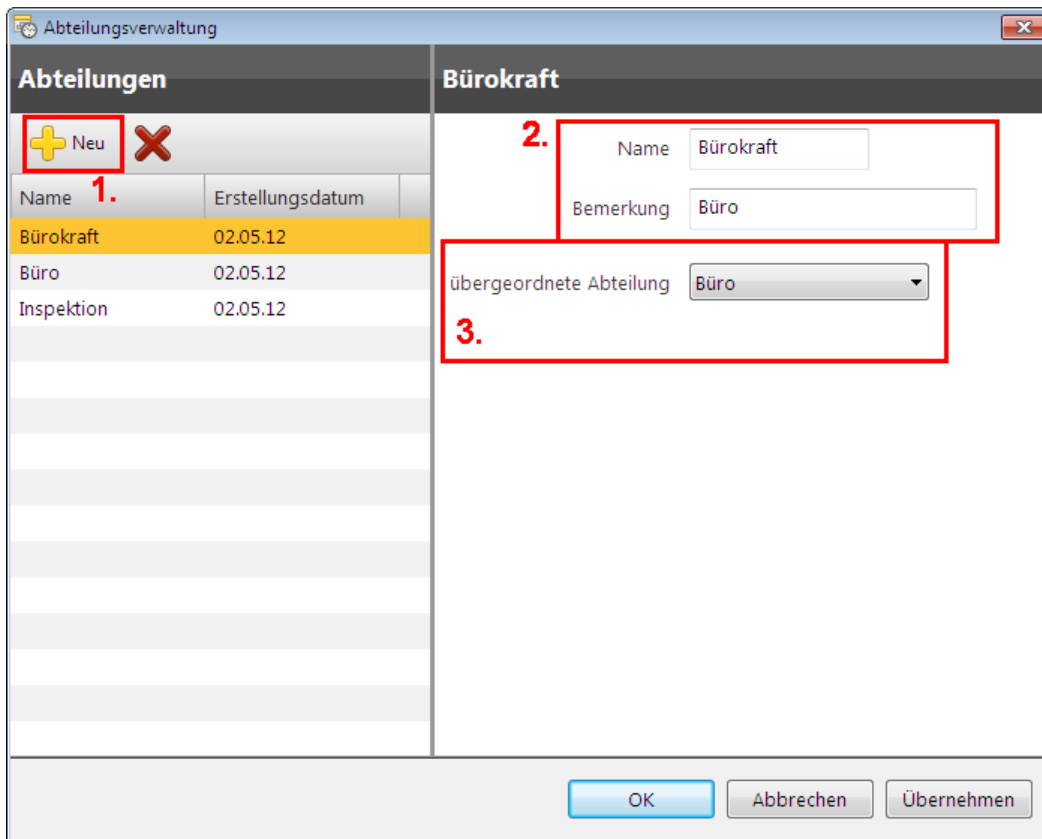 Abteilungsverwaltung
Abteilungen
Bürokraft
Neu
1.
Name Erstellungsdatum
Bürokraft 02.05.12
Büro 02.05.12
Inspektion 02.05.12
2.
Name Bürokraft
Bemerkung Büro
übergeordnete Abteilung Büro
3.
OK Abbrechen Übernehmen